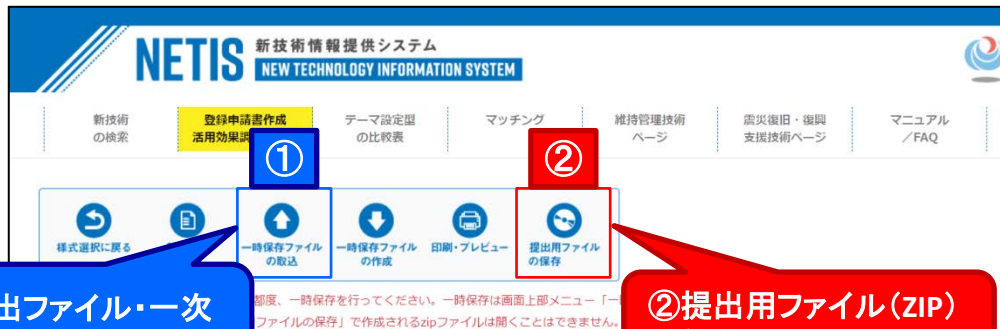 NETIS 新技術情報提供システム
NEW TECHNOLOGY INFORMATION SYSTEM
新技術
の検索
登録申請書作成
活用効果調
テーマ設定型
の比較表
マッチング
維持管理技術
ページ
震災復旧・復興
支援技術ページ
マニュアル
／FAQ
①
②
様式選択に戻る
一時保存ファイル
の取込
一時保存ファイル
の作成
印刷・プレビュー
提出用ファイル
の保存
出ファイル・一次
都度、一時保存を行ってください。一時保存は画面上部メニュー「一
ファイルの保存」で作成されるzipファイルは開くことはできません。
②提出用ファイル（ZIP）